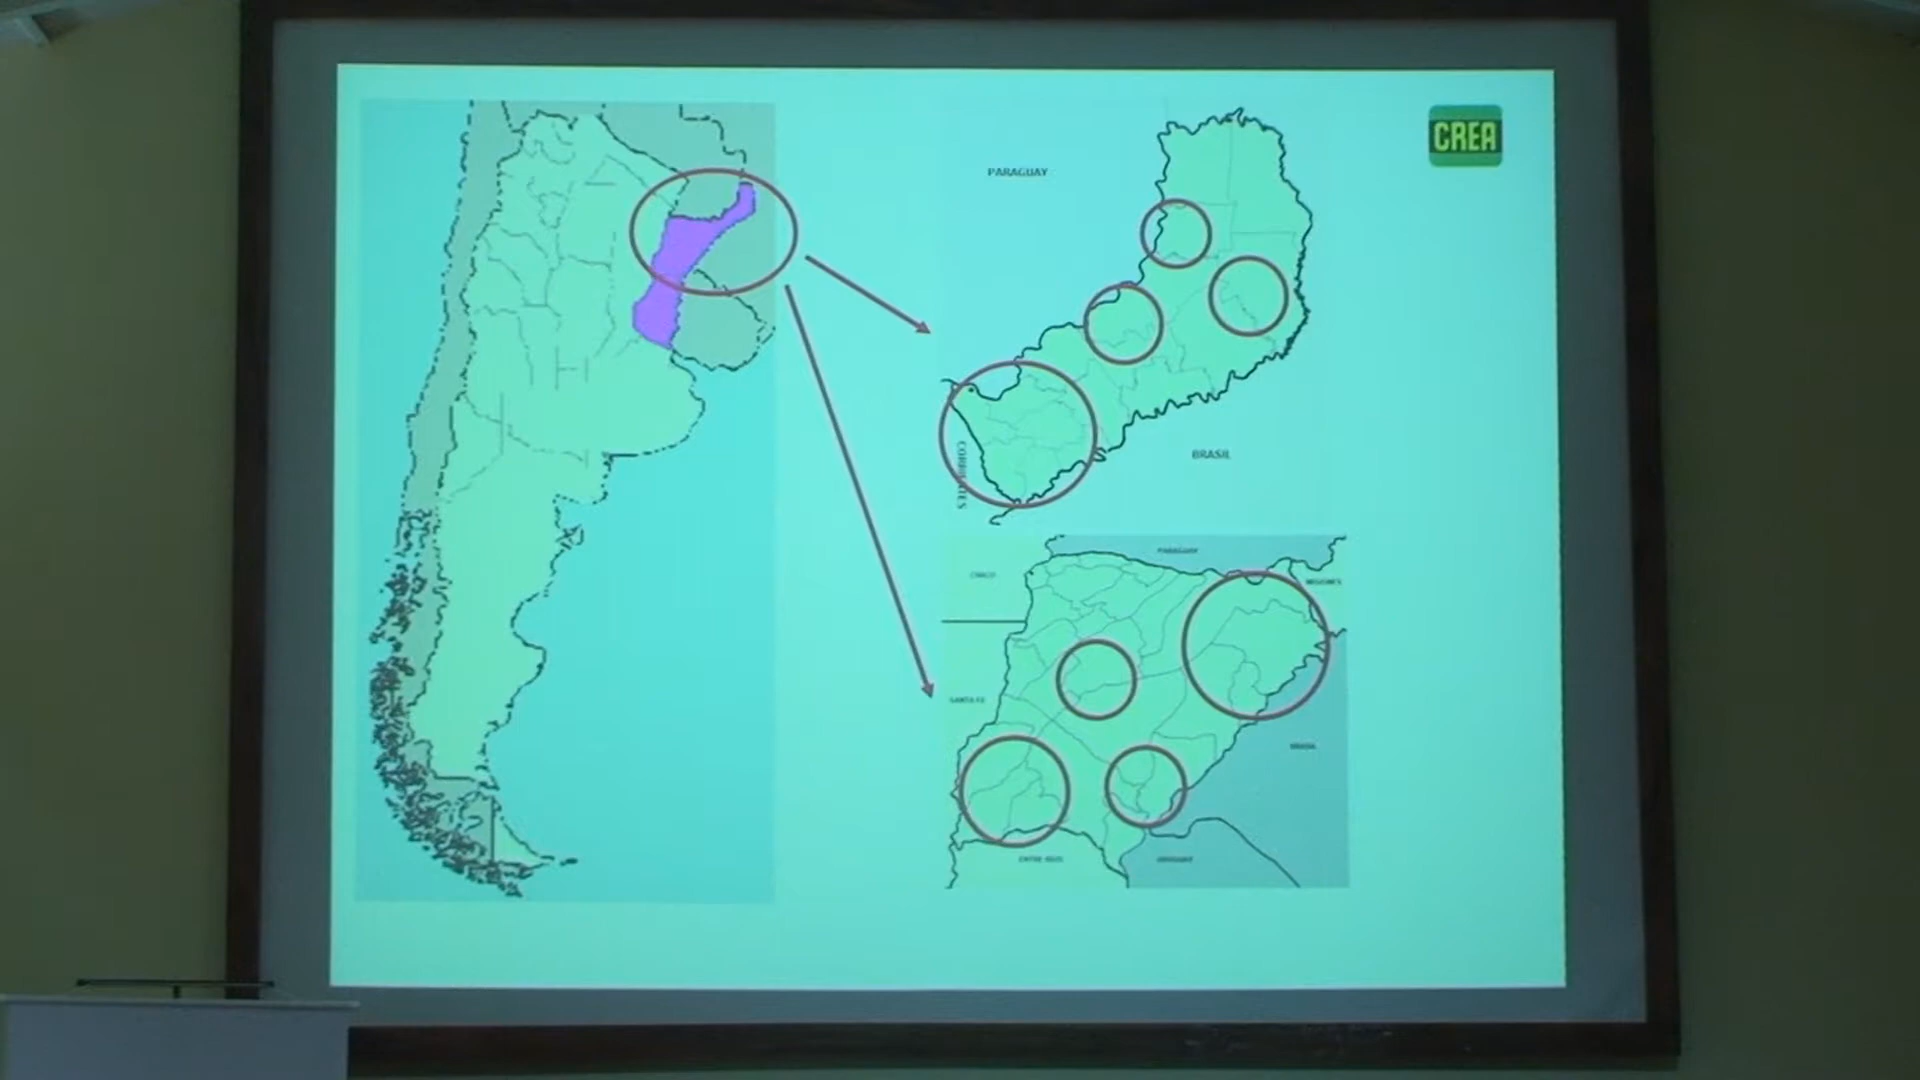 CREA
PARAGUAY
BRASIL
CORRIENTES
PARAGUAY
CHACO
MISIONES
SANTA FE
BRASIL
ENTRE RIOS
URUGUAY